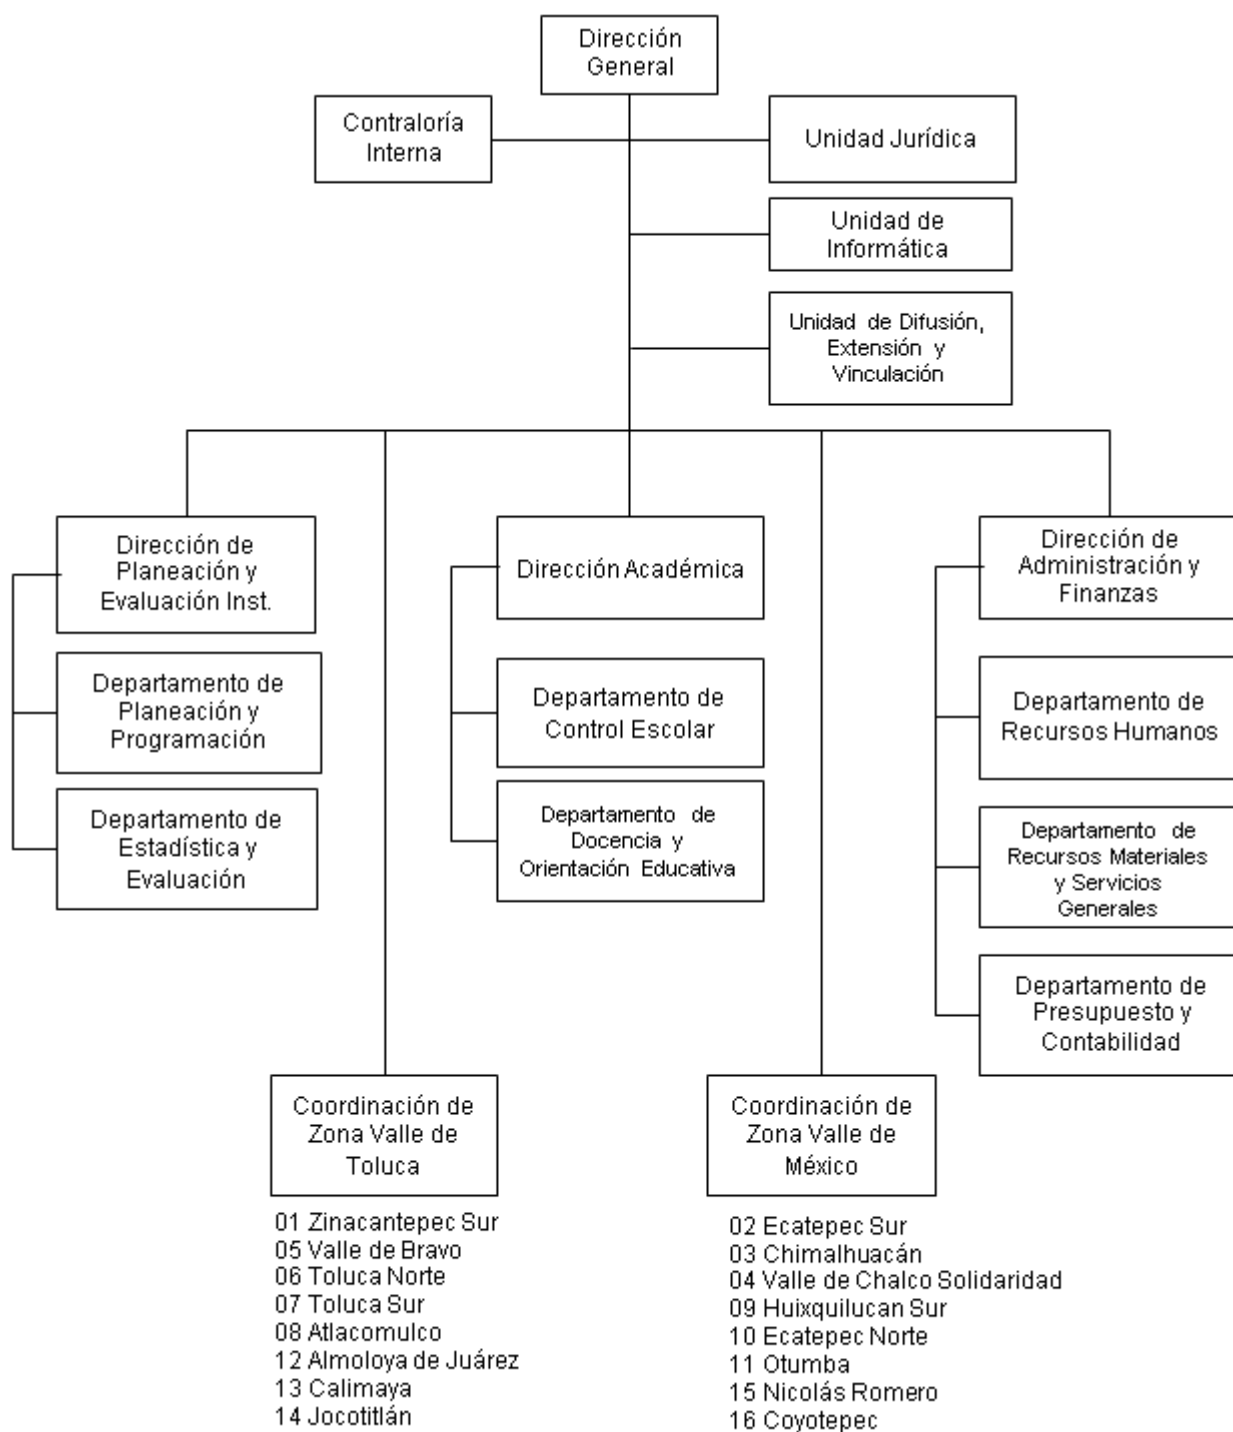 Dirección
General
Contraloría
Interna
Unidad Jurídica
Unidad de
Informática
Unidad de Difusión,
Extensión y
Vinculación
Dirección de
Planeación y
Evaluación Inst.
Departamento de
Planeación y
Programación
Departamento de
Estadística y
Evaluación
Dirección Académica
Departamento de
Control Escolar
Departamento de
Docencia y
Orientación Educativa
Dirección de
Administración y
Finanzas
Departamento de
Recursos Humanos
Departamento de
Recursos Materiales
y Servicios
Generales
Departamento de
Presupuesto y
Contabilidad
Coordinación de
Zona Valle de
Toluca
01 Zinacantepec Sur
05 Valle de Bravo
06 Toluca Norte
07 Toluca Sur
08 Atlacomulco
12 Almoloya de Juárez
13 Calimaya
14 Jocotitlán
Coordinación de
Zona Valle de
México
02 Ecatepec Sur
03 Chimalhuacán
04 Valle de Chalco Solidaridad
09 Huixquilucan Sur
10 Ecatepec Norte
11 Otumba
15 Nicolás Romero
16 Coyotepec